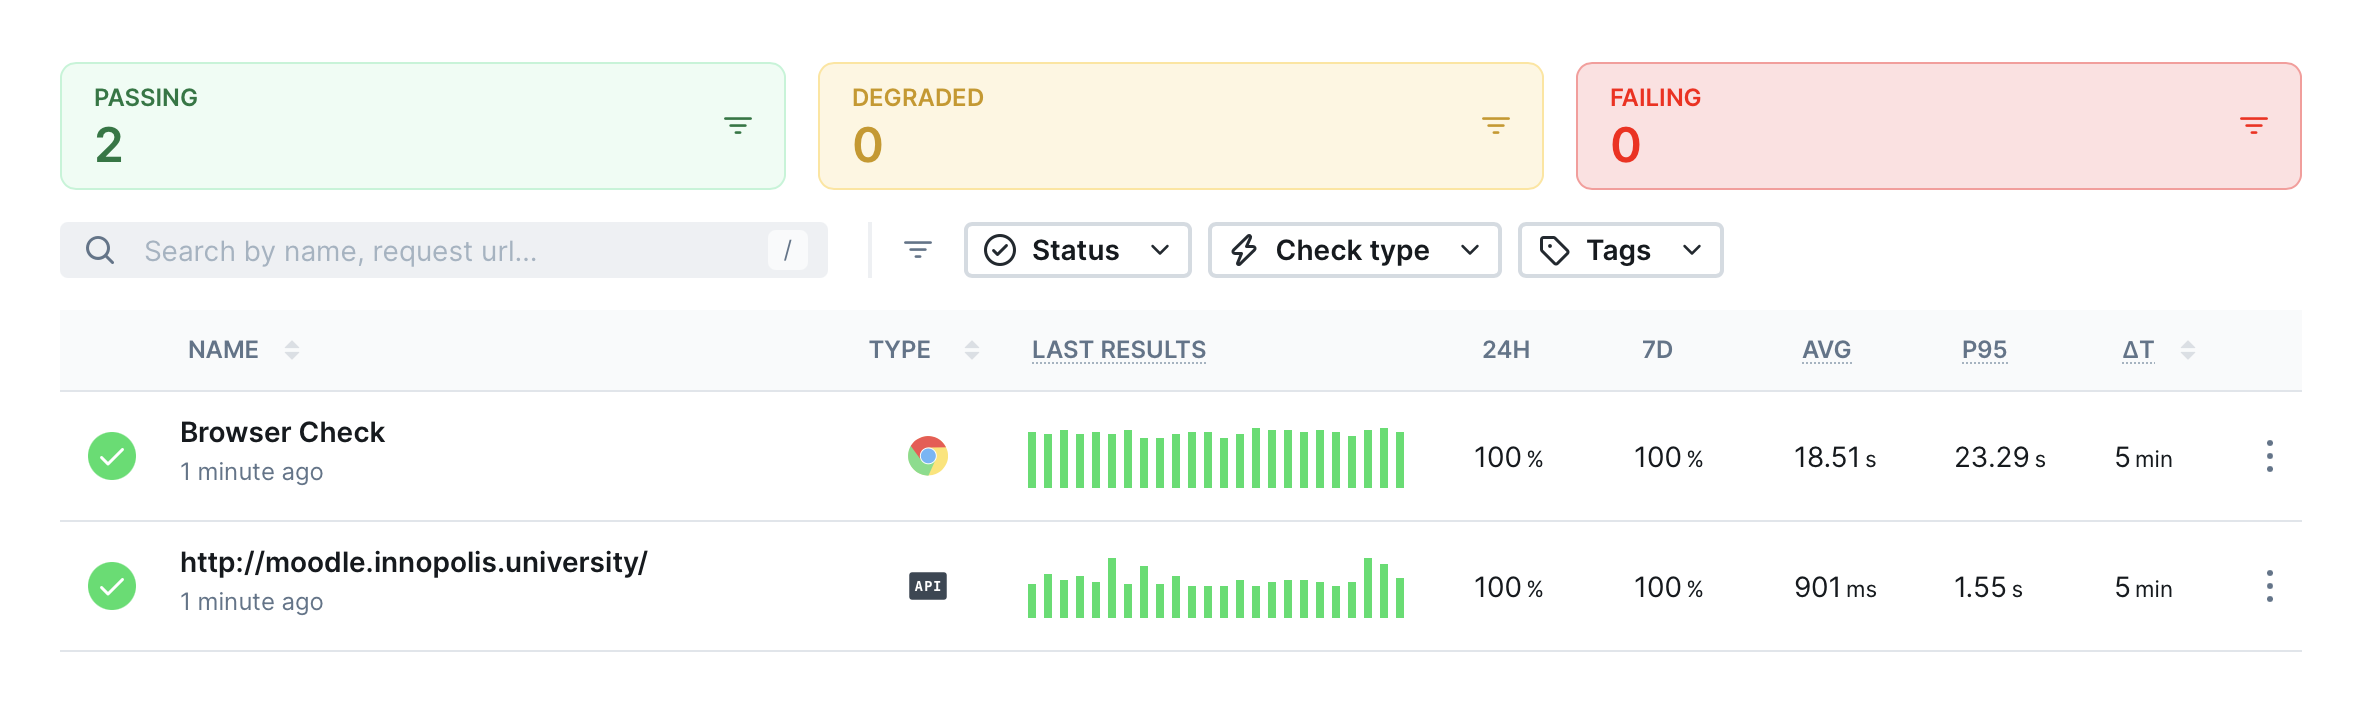 PASSING
2
DEGRADED
0
FAILING
0
Search by name, request url...
/
Status
Check type
Tags
NAME TYPE LAST RESULTS 24H 7D AVG P95 ΔT
Browser Check
1 minute ago
100 % 100 % 18.51 s 23.29 s 5 min
http://moodle.innopolis.university/
1 minute ago
API
100 % 100 % 901 ms 1.55 s 5 min